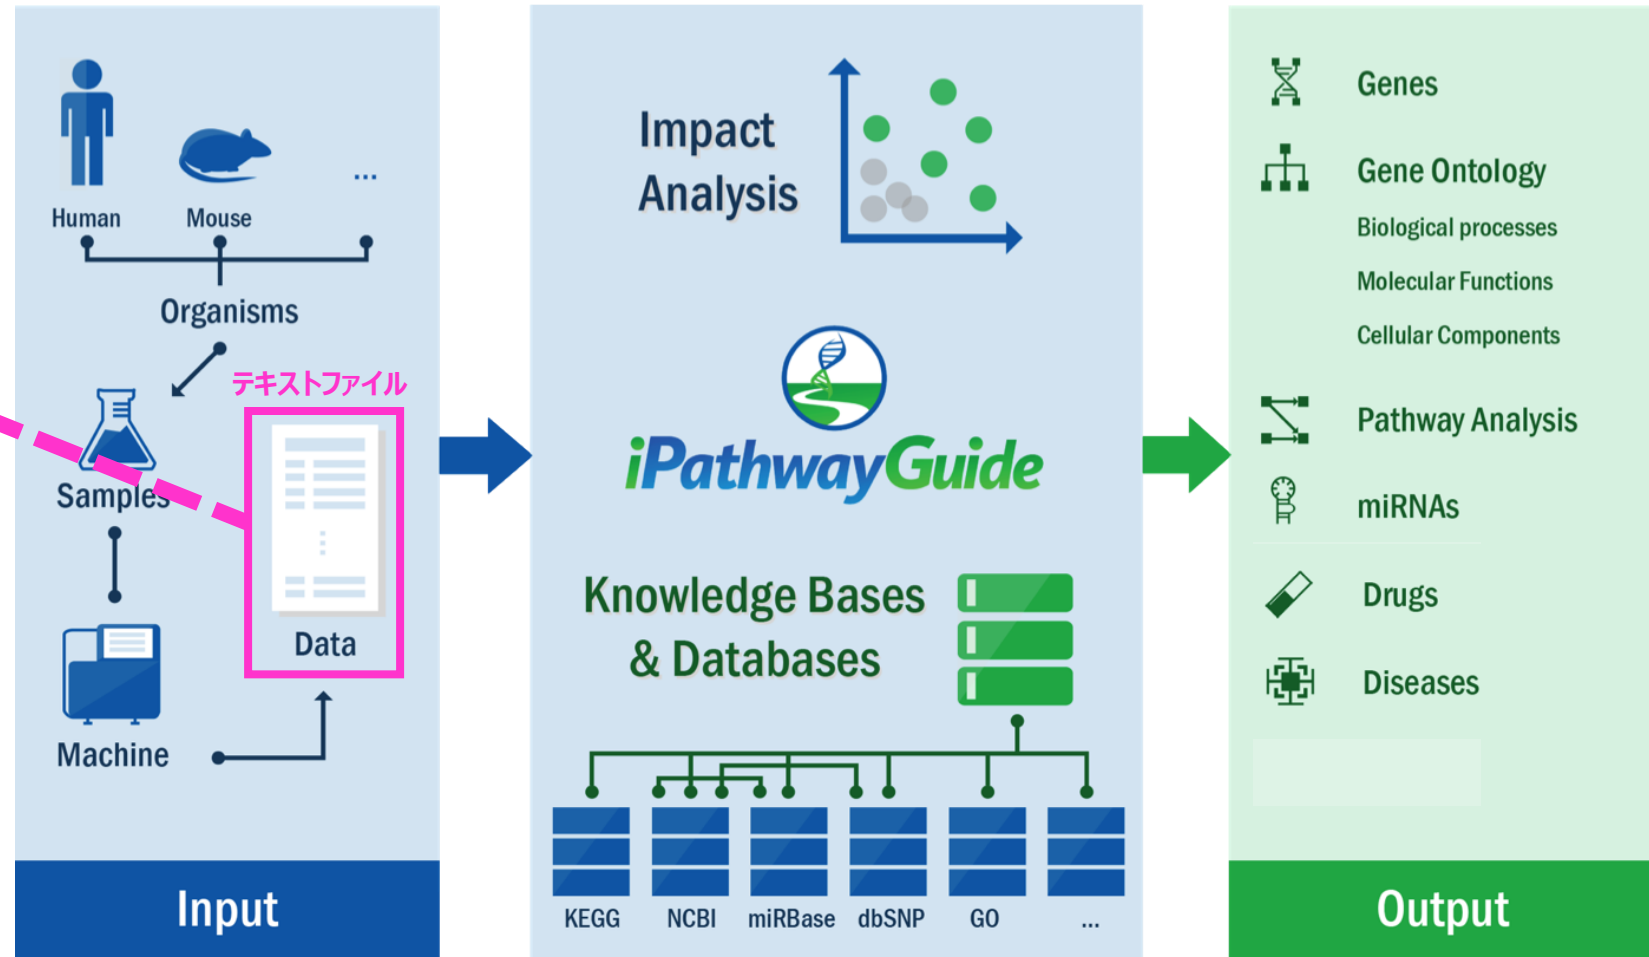 Human
Mouse
...
Organisms
テキストファイル
Samples
Data
Machine
Input
Impact
Analysis
iPathwayGuide
Knowledge Bases
& Databases
KEGG
NCBI
miRBase
dbSNP
GO
...
Genes
Gene Ontology
Biological processes
Molecular Functions
Cellular Components
Pathway Analysis
miRNAs
Drugs
Diseases
Output